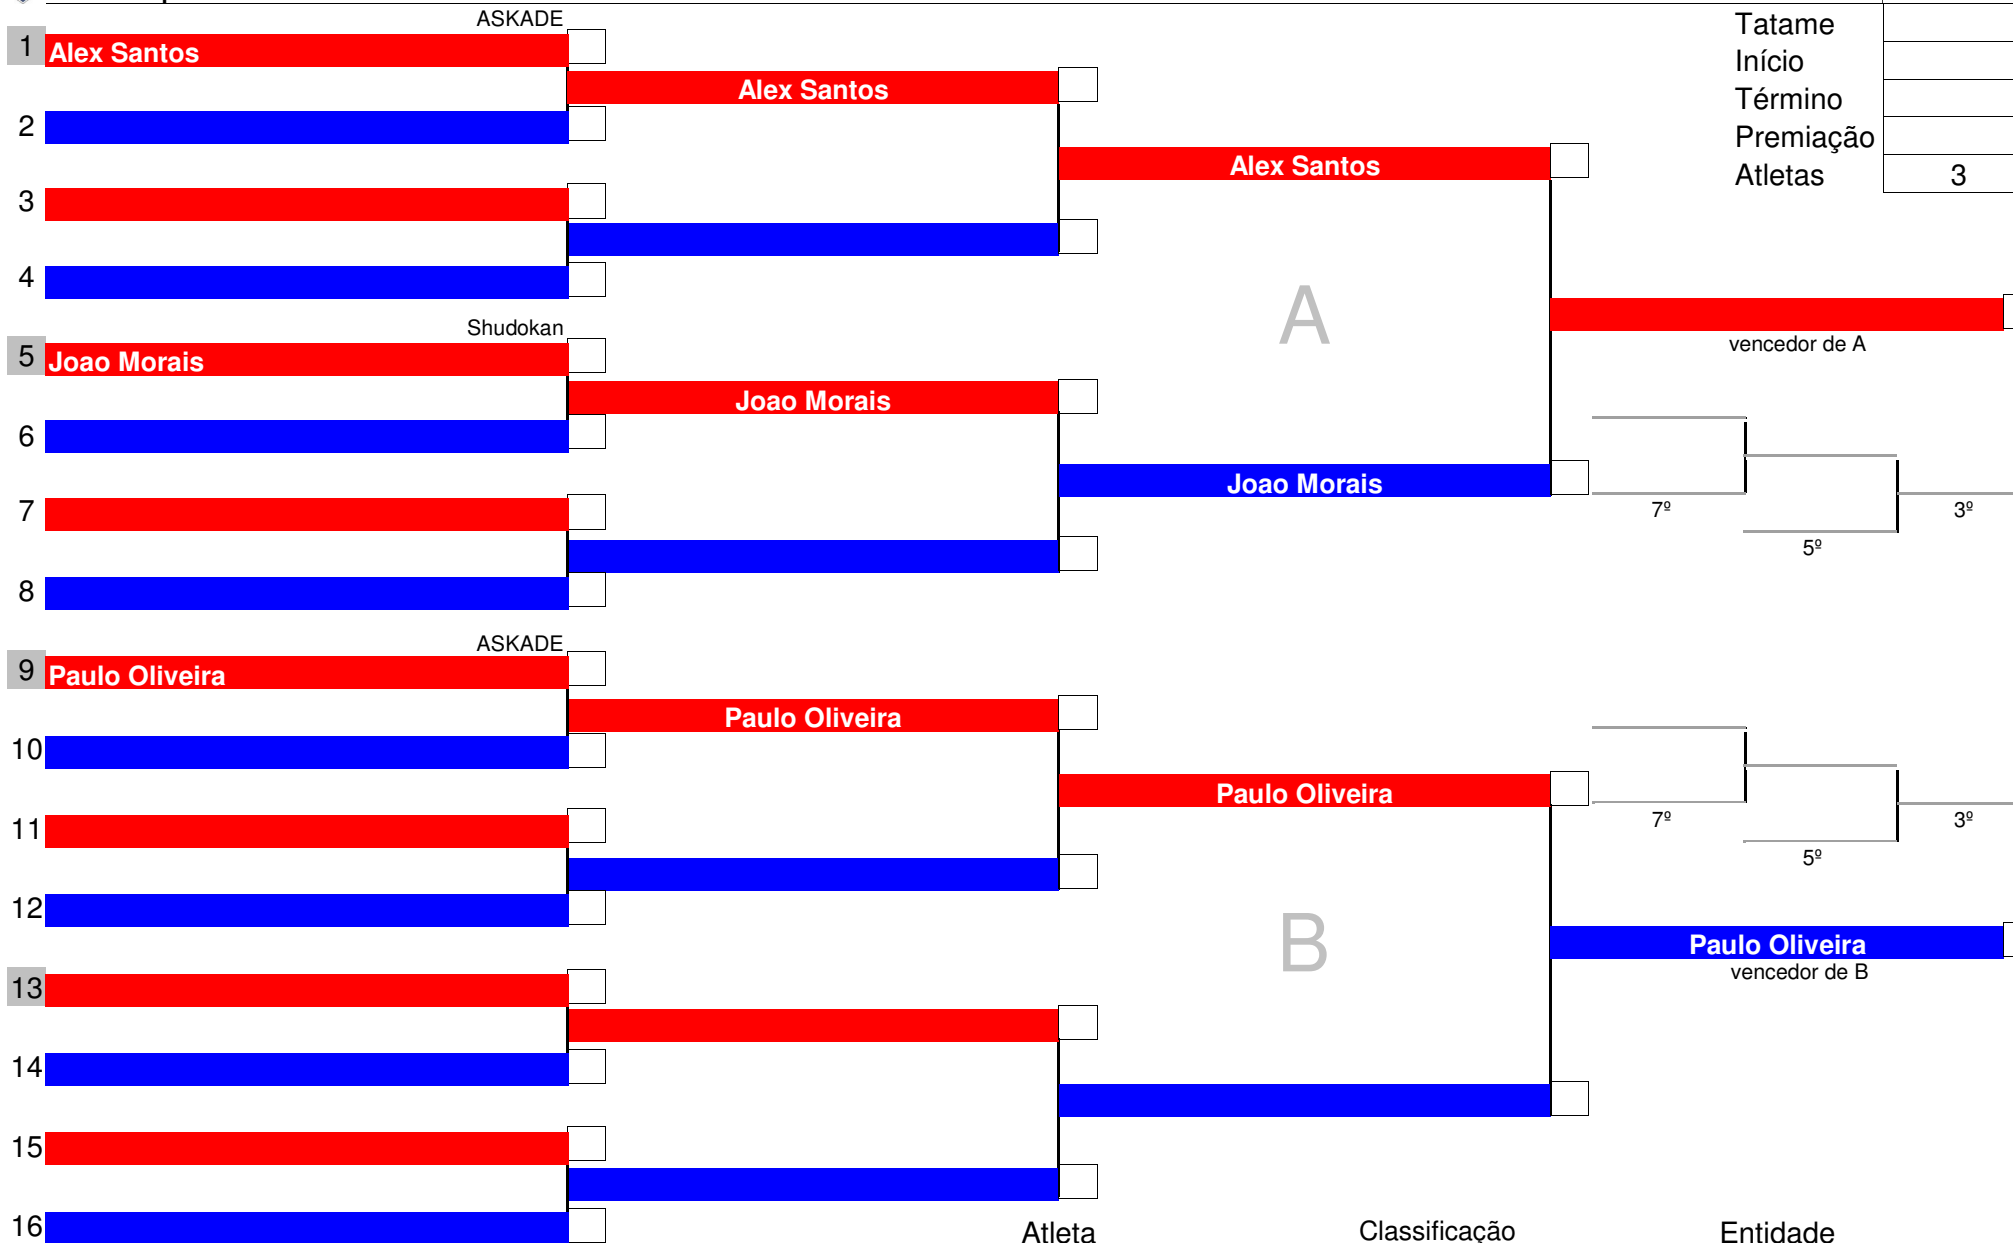 ASKADE
1 Alex Santos
Alex Santos
2
Alex Santos
3
4
Tatame
Início
Término
Premiação
Atletas 3
Shudokan
5 Joao Morais
Joao Morais
6
Joao Morais
7
8
A
vencedor de A
7º
5º
3º
ASKADE
9 Paulo Oliveira
Paulo Oliveira
10
Paulo Oliveira
11
12
7º
5º
3º
B
Paulo Oliveira
vencedor de B
13
14
15
16
Atleta Classificação Entidade